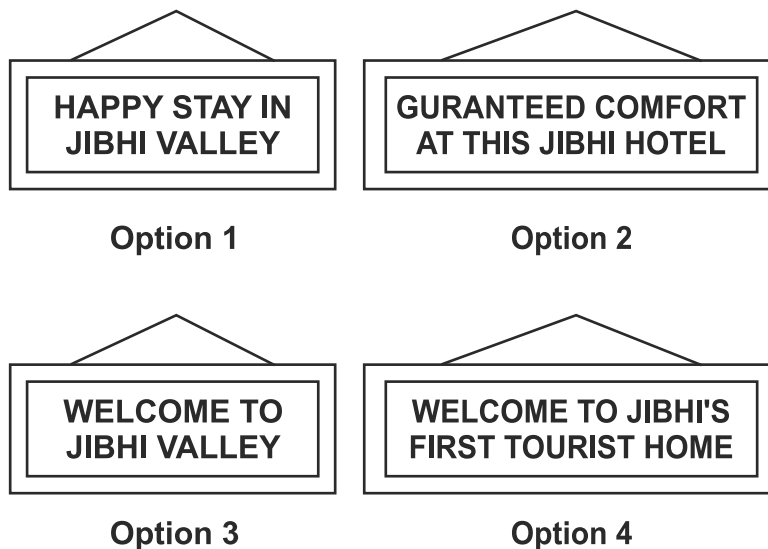 HAPPY STAY IN
JIBHI VALLEY
Option 1
GURANTEED COMFORT
AT THIS JIBHI HOTEL
Option 2
WELCOME TO
JIBHI VALLEY
Option 3
WELCOME TO JIBHI'S
FIRST TOURIST HOME
Option 4